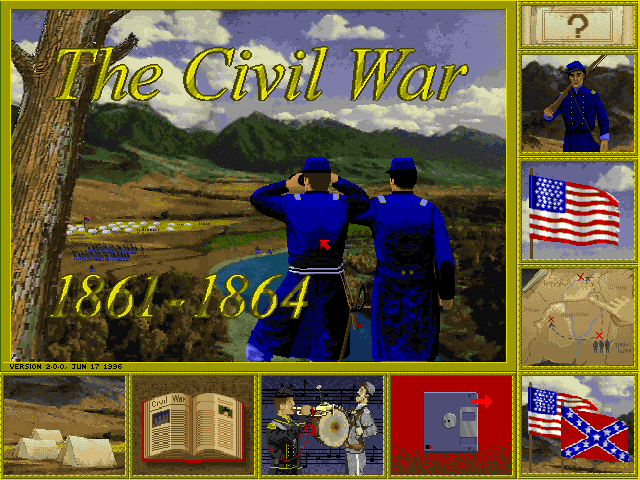 The Civil War
1861-1864
VERSION 2.0.0, JUN 17 1996
?
Civil War